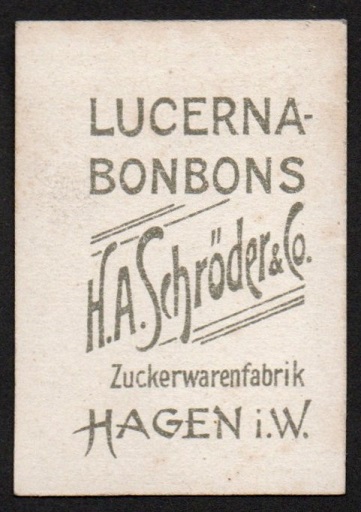 LUCERNA-
BONBONS
H.A. Schröder & Co.
Zuckerwarenfabrik
HAGEN i.W.